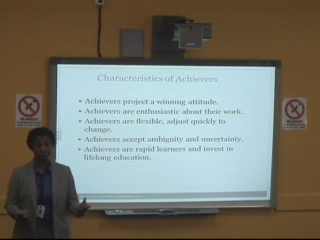 Characteristics of Achievers
• Achievers project a winning attitude.
• Achievers are enthusiastic about their work.
• Achievers are flexible, adjust quickly to
change.
• Achievers accept ambiguity and uncertainty.
• Achievers are rapid learners and invest in
lifelong education.